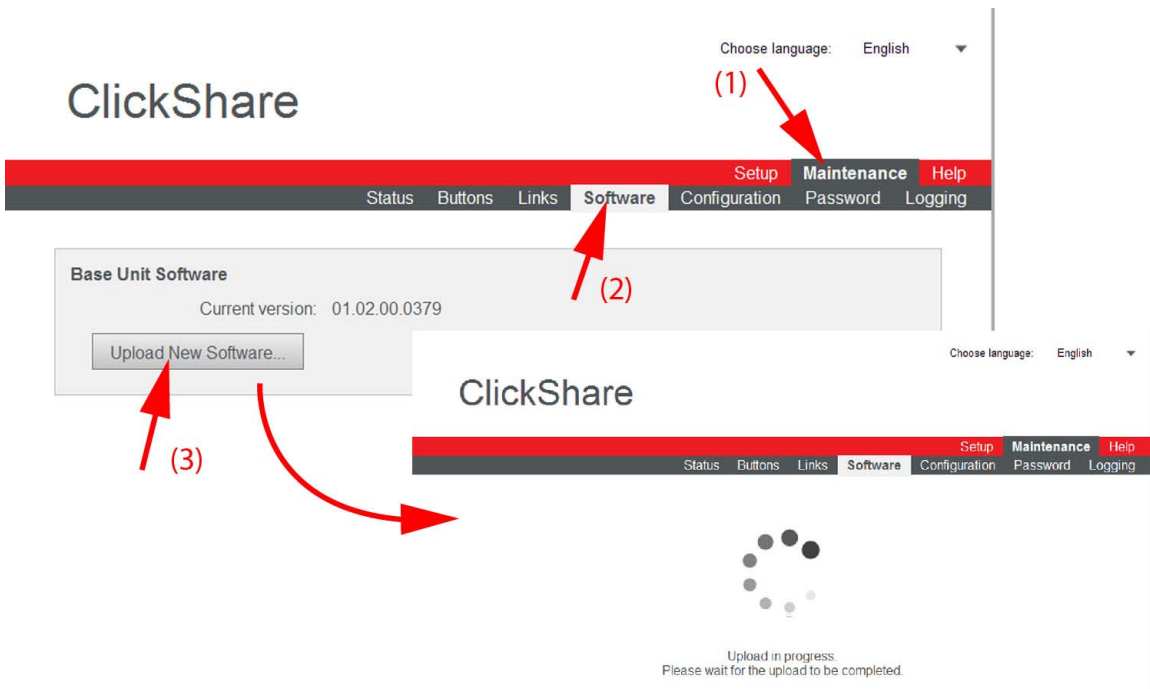 Choose language: English
(1)
ClickShare
Setup Maintenance Help
Status Buttons Links Software Configuration Password Logging
(2)
Base Unit Software
Current version: 01.02.00.0379
Upload New Software...
(3)
Choose language: English
ClickShare
Setup Maintenance Help
Status Buttons Links Software Configuration Password Logging
Upload in progress.
Please wait for the upload to be completed.